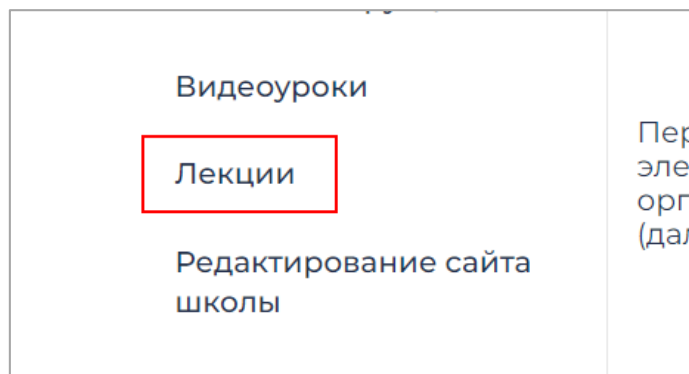 Видеоуроки
Лекции
Редактирование сайта
школы